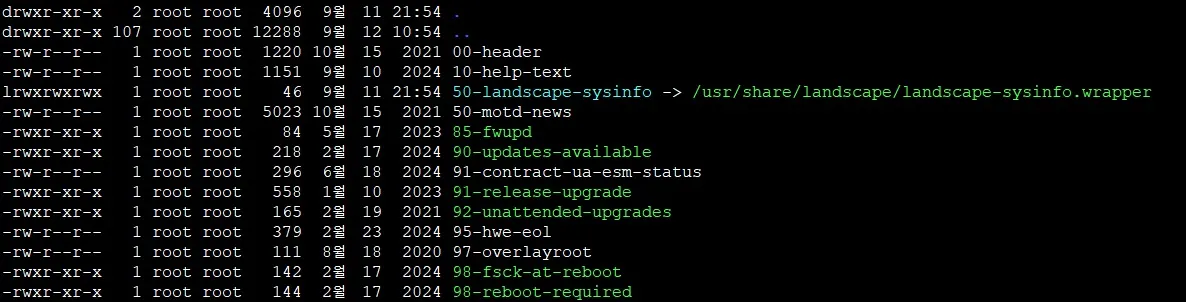 drwxr-xr-x   2 root root  4096  9월  11 21:54 .
drwxr-xr-x 107 root root 12288  9월  12 10:54 ..
-rw-r--r--   1 root root  1220 10월  15  2021 00-header
-rw-r--r--   1 root root  1151  9월  10  2024 10-help-text
lrwxrwxrwx   1 root root    46  9월  11 21:54 50-landscape-sysinfo -> /usr/share/landscape/landscape-sysinfo.wrapper
-rw-r--r--   1 root root  5023 10월  15  2021 50-motd-news
-rwxr-xr-x   1 root root    84  5월  17  2023 85-fwupd
-rwxr-xr-x   1 root root   218  2월  17  2024 90-updates-available
-rw-r--r--   1 root root   296  6월  18  2024 91-contract-ua-esm-status
-rwxr-xr-x   1 root root   558  1월  10  2023 91-release-upgrade
-rwxr-xr-x   1 root root   165  2월  19  2021 92-unattended-upgrades
-rw-r--r--   1 root root   379  2월  23  2024 95-hwe-eol
-rw-r--r--   1 root root   111  8월  18  2020 97-overlayroot
-rwxr-xr-x   1 root root   142  2월  17  2024 98-fsck-at-reboot
-rwxr-xr-x   1 root root   144  2월  17  2024 98-reboot-required